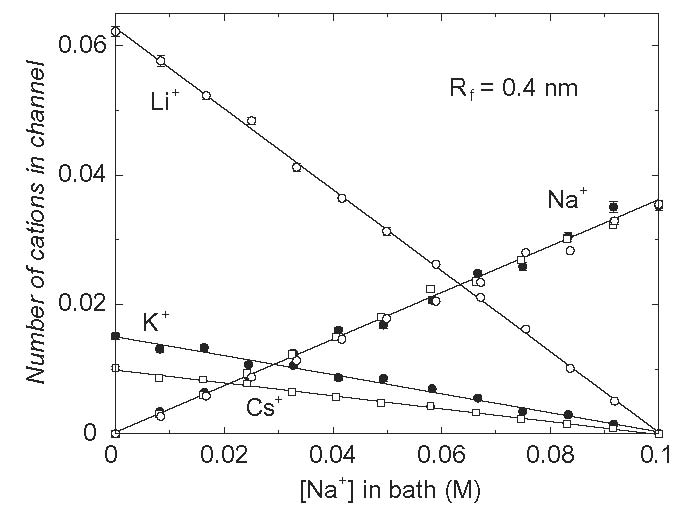 Number of cations in channel
0.06
0.04
0.02
0
Li⁺
R_f = 0.4 nm
Na⁺
K⁺
Cs⁺
0 0.02 0.04 0.06 0.08 0.1
[Na⁺] in bath (M)